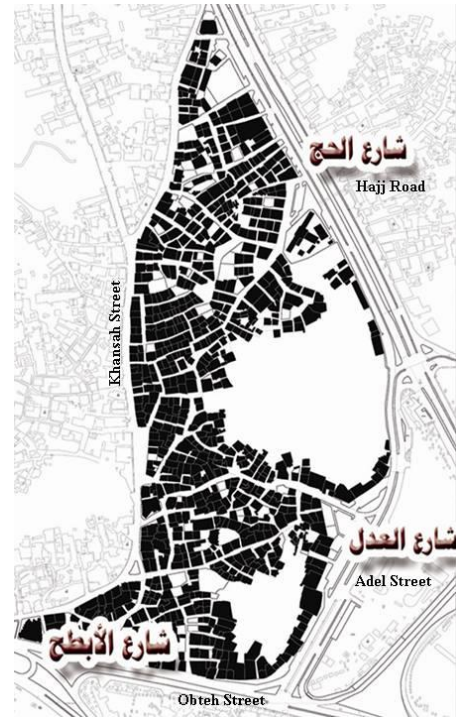 شارع الحج
Hajj Road
Khansah Street
شارع العدل
Adel Street
شارع الأبطح
Obteh Street